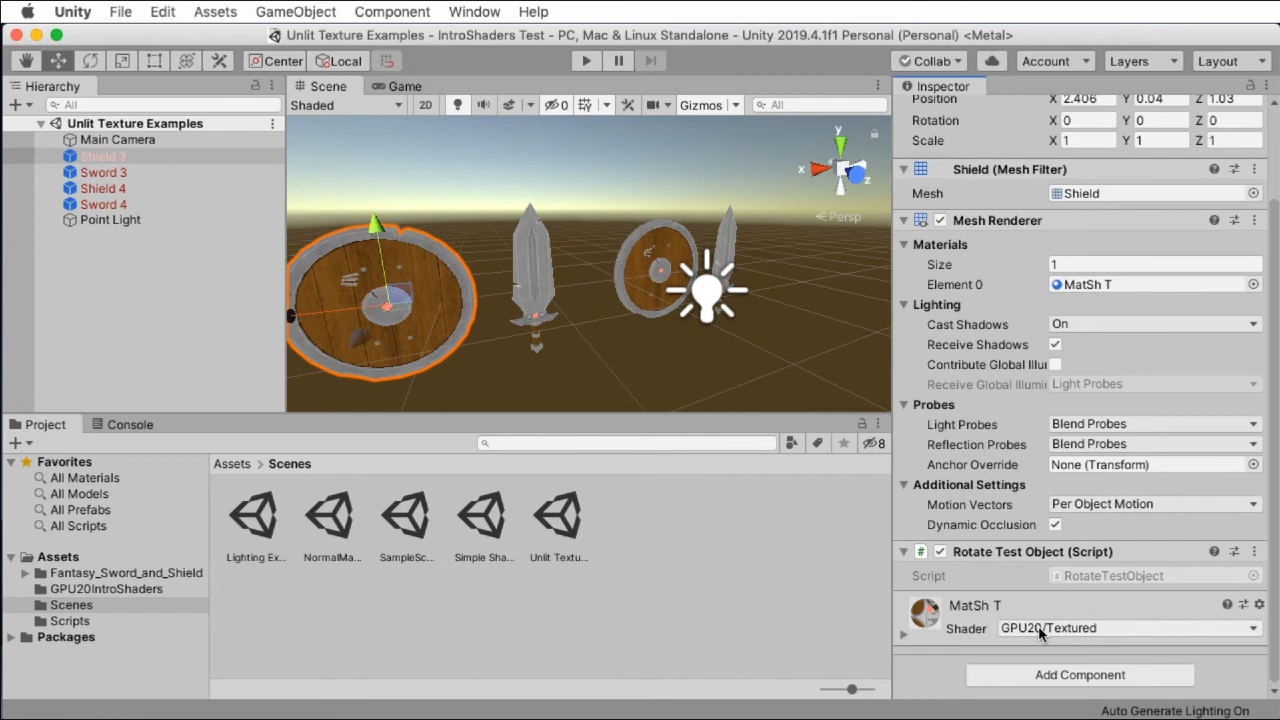 Unity File Edit Assets GameObject Component Window Help
Unlit Texture Examples - IntroShaders Test - PC, Mac & Linux Standalone - Unity 2019.4.1f1 Personal (Personal) <Metal>
Center Local Collab Account Layers Layout
Hierarchy
All
Unlit Texture Examples
Main Camera
Shield 3
Sword 3
Shield 4
Sword 4
Point Light
Scene Game
Shaded 2D 0 Gizmos All
y
x
z
Persp
Inspector
Position X 2.406 Y 0.04 Z 1.03
Rotation X 0 Y 0 Z 0
Scale X 1 Y 1 Z 1
Shield (Mesh Filter)
Mesh Shield
Mesh Renderer
Materials
Size 1
Element 0 MatSh T
Lighting
Cast Shadows On
Receive Shadows
Contribute Global Illu
Receive Global Illumi Light Probes
Probes
Light Probes Blend Probes
Reflection Probes Blend Probes
Anchor Override None (Transform)
Additional Settings
Motion Vectors Per Object Motion
Dynamic Occlusion
# Rotate Test Object (Script)
Script # RotateTestObject
MatSh T
Shader GPU20/Textured
Add Component
Project Console
8
Favorites
All Materials
All Models
All Prefabs
All Scripts
Assets
Fantasy_Sword_and_Shield
GPU20IntroShaders
Scenes
Scripts
Packages
Assets > Scenes
Lighting Ex... NormalMa... SampleSc... Simple Sha... Unlit Textu...
Auto Generate Lighting On